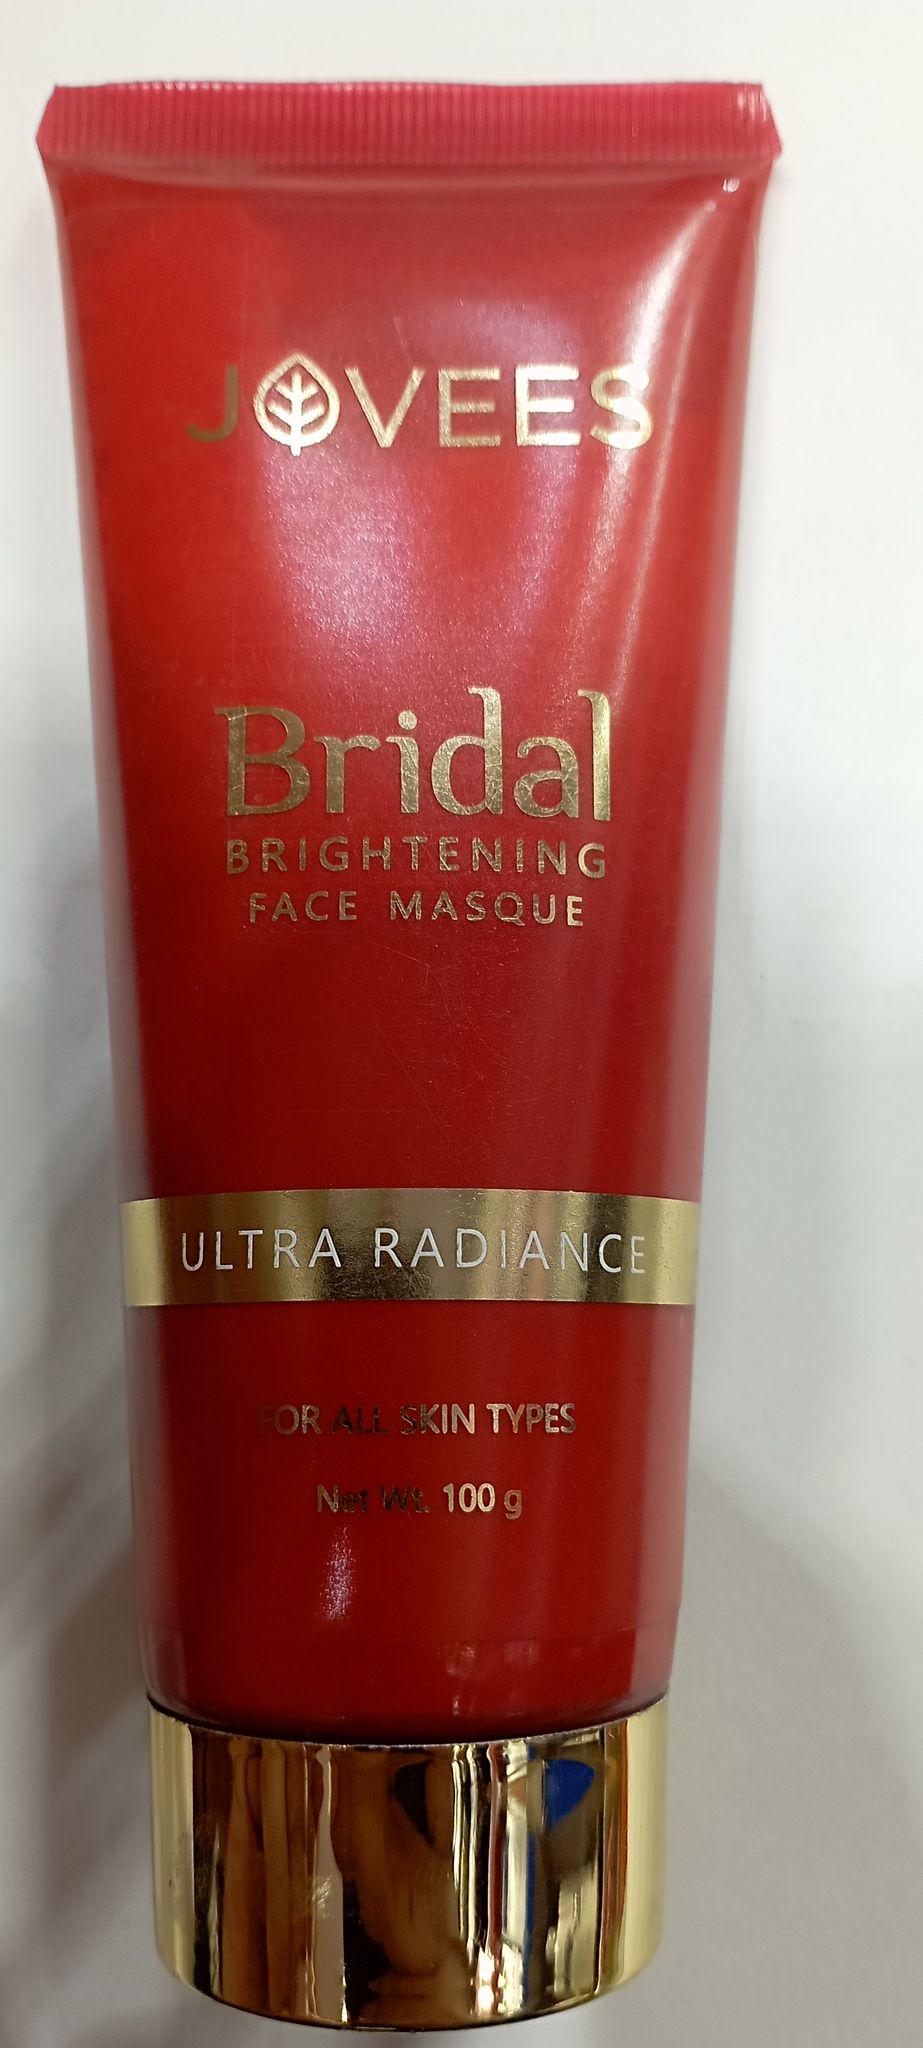 JOVEES
Bridal
BRIGHTENING
FACE MASQUE
ULTRA RADIANCE
FOR ALL SKIN TYPES
Net Wt. 100 g